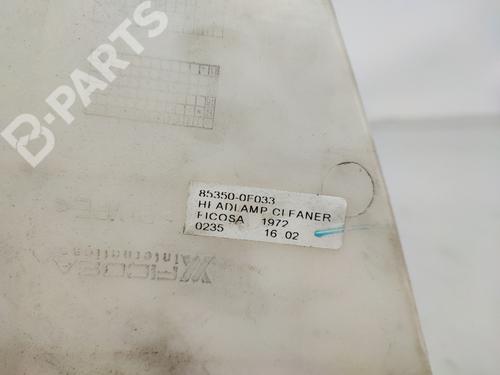 B-PARTS
85350-0F033
HEADLAMP CLEANER
FICOSA 1972
0235 16 02
FICOSA
International